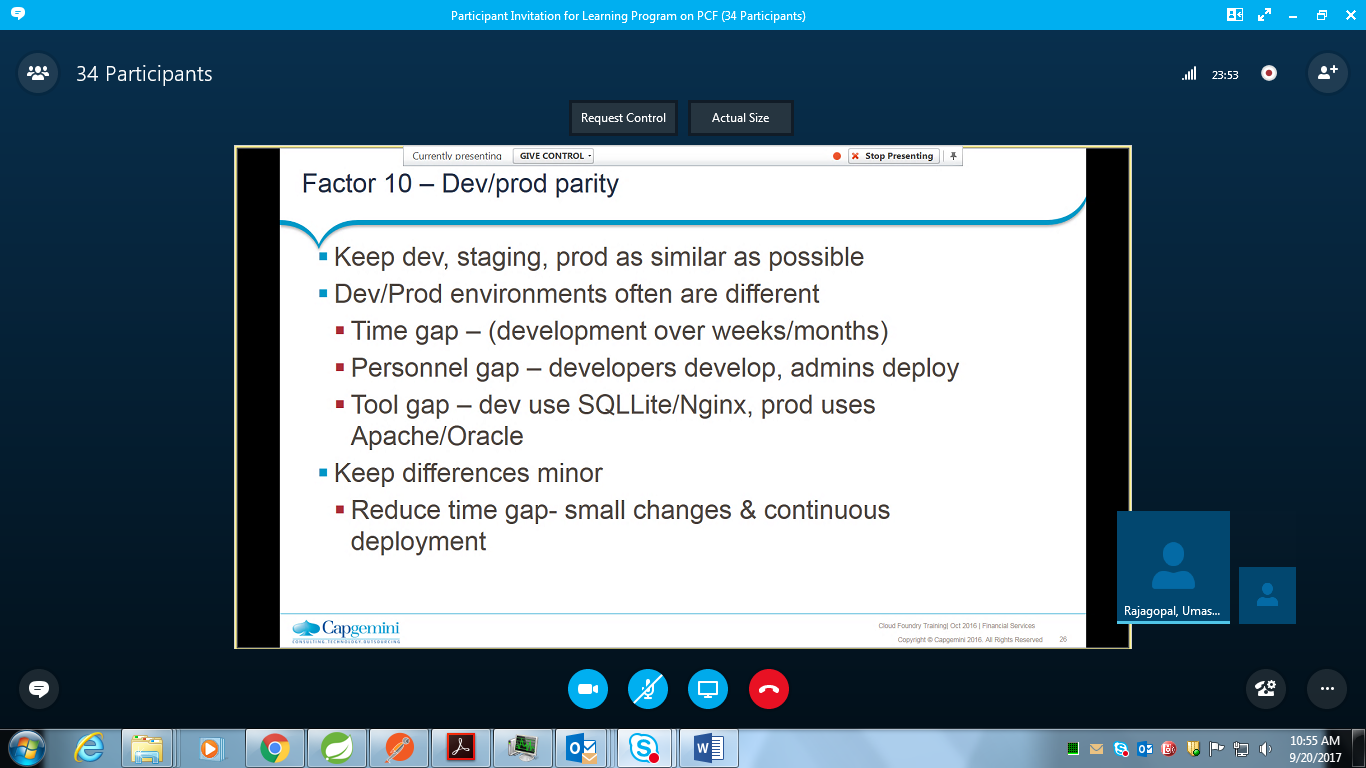 Participant Invitation for Learning Program on PCF (34 Participants)
34 Participants
23:53
Request Control
Actual Size
Currently presenting
GIVE CONTROL
Stop Presenting
Factor 10 – Dev/prod parity
Keep dev, staging, prod as similar as possible
Dev/Prod environments often are different
Time gap – (development over weeks/months)
Personnel gap – developers develop, admins deploy
Tool gap – dev use SQLLite/Nginx, prod uses
Apache/Oracle
Keep differences minor
Reduce time gap- small changes & continuous
deployment
Rajagopal, Umas...
Capgemini
CONSULTING.TECHNOLOGY.OUTSOURCING
Cloud Foundry Training| Oct 2016 | Financial Services
Copyright © Capgemini 2016. All Rights Reserved
26
10:55 AM
9/20/2017